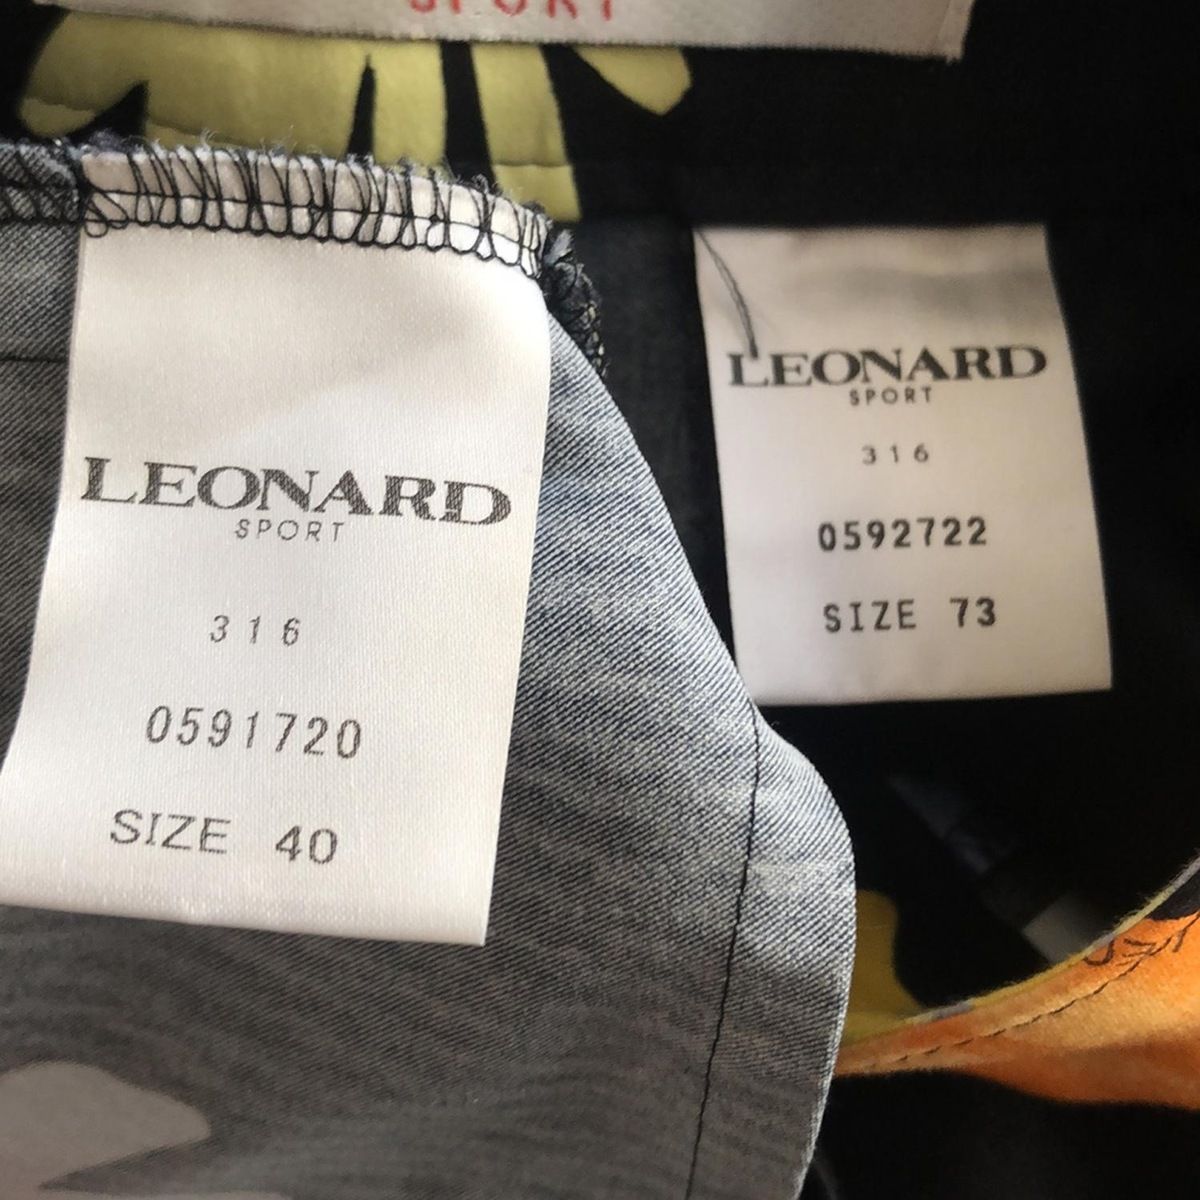 SPORT
LEONARD
SPORT
316
0591720
SIZE 40
LEONARD
SPORT
316
0592722
SIZE 73